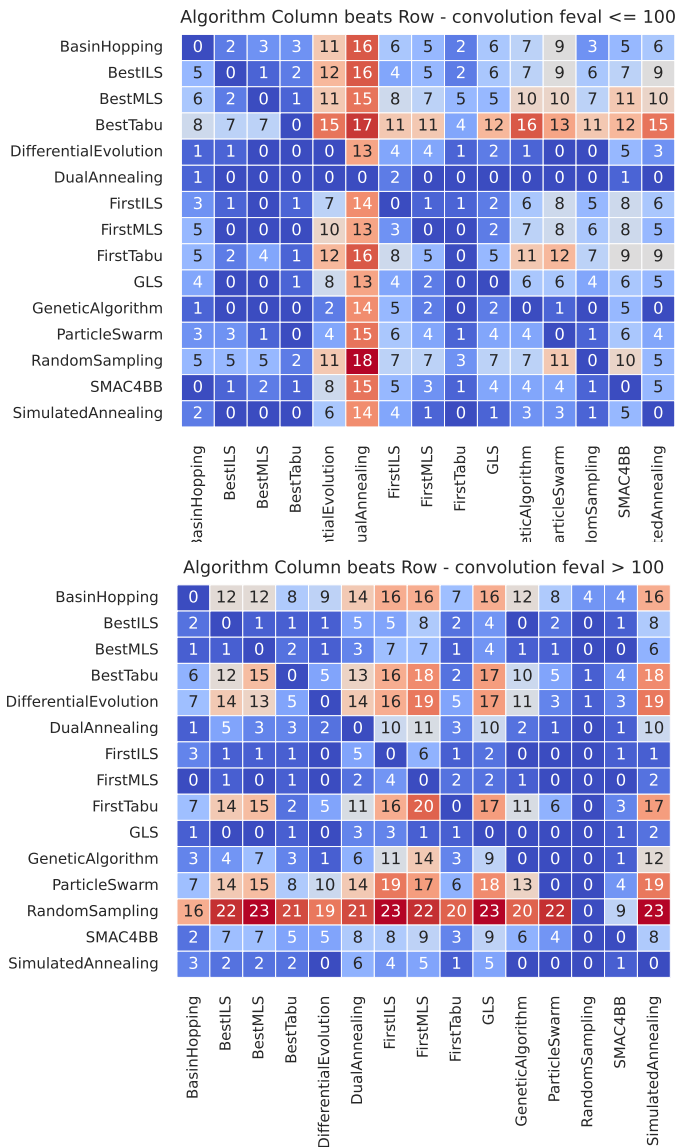 Algorithm Column beats Row - convolution feval <= 100
BasinHopping 0 2 3 3 11 16 6 5 2 6 7 9 3 5 6
BestILS 5 0 1 2 12 16 4 5 2 6 7 9 6 7 9
BestMLS 6 2 0 1 11 15 8 7 5 5 10 10 7 11 10
BestTabu 8 7 7 0 15 17 11 11 4 12 16 13 11 12 15
DifferentialEvolution 1 1 0 0 0 13 4 4 1 2 1 0 0 5 3
DualAnnealing 1 0 0 0 0 0 2 0 0 0 0 0 0 1 0
FirstILS 3 1 0 1 7 14 0 1 1 2 6 8 5 8 6
FirstMLS 5 0 0 0 10 13 3 0 0 2 7 8 6 8 5
FirstTabu 5 2 4 1 12 16 8 5 0 5 11 12 7 9 9
GLS 4 0 0 1 8 13 4 2 0 0 6 6 4 6 5
GeneticAlgorithm 1 0 0 0 2 14 5 2 0 2 0 1 0 5 0
ParticleSwarm 3 3 1 0 4 15 6 4 1 4 4 0 1 6 4
RandomSampling 5 5 5 2 11 18 7 7 3 7 7 11 0 10 5
SMAC4BB 0 1 2 1 8 15 5 3 1 4 4 4 1 0 5
SimulatedAnnealing 2 0 0 0 6 14 4 1 0 1 3 3 1 5 0
BasinHopping BestILS BestMLS BestTabu ntialEvolution ualAnnealing FirstILS FirstMLS FirstTabu GLS eticAlgorithm articleSwarm domSampling SMAC4BB tedAnnealing
Algorithm Column beats Row - convolution feval > 100
BasinHopping 0 12 12 8 9 14 16 16 7 16 12 8 4 4 16
BestILS 2 0 1 1 1 5 5 8 2 4 0 2 0 1 8
BestMLS 1 1 0 2 1 3 7 7 1 4 1 1 0 0 6
BestTabu 6 12 15 0 5 13 16 18 2 17 10 5 1 4 18
DifferentialEvolution 7 14 13 5 0 14 16 19 5 17 11 3 1 3 19
DualAnnealing 1 5 3 3 2 0 10 11 3 10 2 1 0 1 10
FirstILS 3 1 1 1 0 5 0 6 1 2 0 0 0 1 1
FirstMLS 0 1 0 1 0 2 4 0 2 2 1 0 0 0 2
FirstTabu 7 14 15 2 5 11 16 20 0 17 11 6 0 3 17
GLS 1 0 0 1 0 3 3 1 1 0 0 0 0 1 2
GeneticAlgorithm 3 4 7 3 1 6 11 14 3 9 0 0 0 1 12
ParticleSwarm 7 14 15 8 10 14 19 17 6 18 13 0 0 4 19
RandomSampling 16 22 23 21 19 21 23 22 20 23 20 22 0 9 23
SMAC4BB 2 7 7 5 5 8 8 9 3 9 6 4 0 0 8
SimulatedAnnealing 3 2 2 2 0 6 4 5 1 5 0 0 0 1 0
BasinHopping BestILS BestMLS BestTabu DifferentialEvolution DualAnnealing FirstILS FirstMLS FirstTabu GLS GeneticAlgorithm ParticleSwarm RandomSampling SMAC4BB SimulatedAnnealing